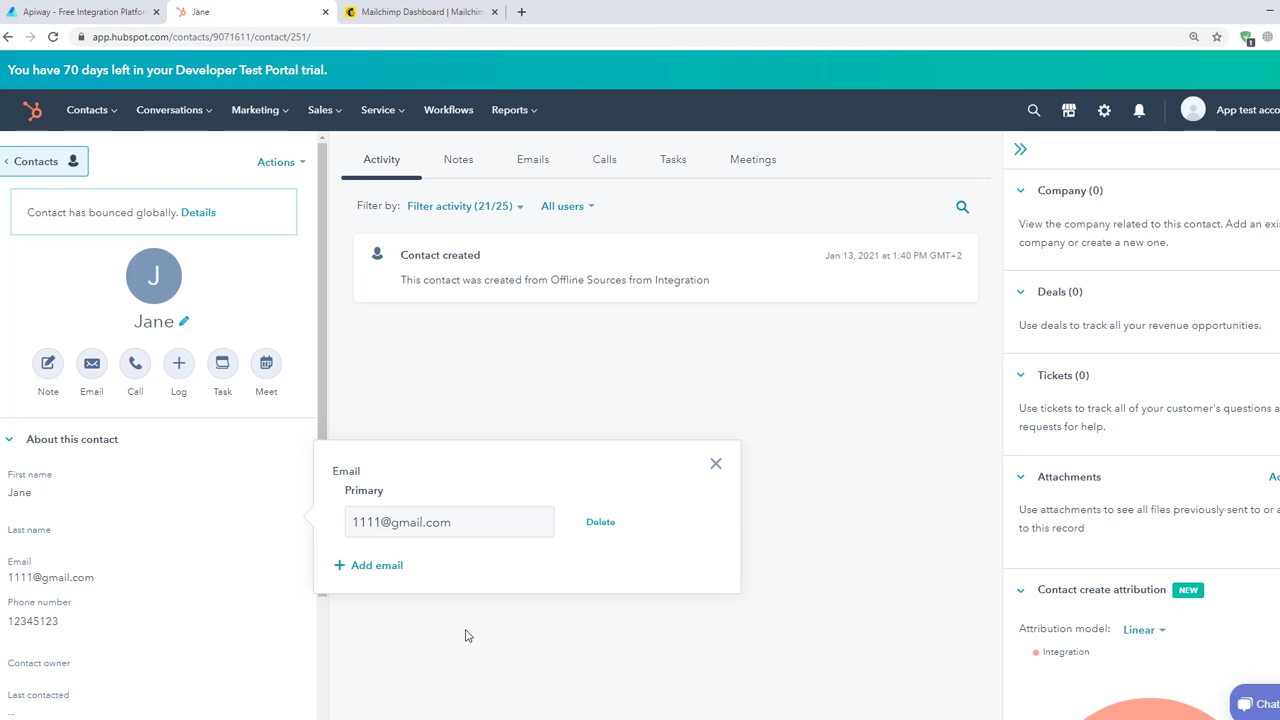 Apiway - Free Integration Platfo
Jane
Mailchimp Dashboard | Mailchim
app.hubspot.com/contacts/9071611/contact/251/
1
You have 70 days left in your Developer Test Portal trial.
Contacts
Conversations
Marketing
Sales
Service
Workflows
Reports
App test acco
Contacts
Actions
Contact has bounced globally. Details
J
Jane
Note
Email
Call
Log
Task
Meet
About this contact
First name
Jane
Last name
Email
1111@gmail.com
Phone number
12345123
Contact owner
Last contacted
--
Activity
Notes
Emails
Calls
Tasks
Meetings
Filter by: Filter activity (21/25) All users
Contact created
Jan 13, 2021 at 1:40 PM GMT+2
This contact was created from Offline Sources from Integration
Email
Primary
1111@gmail.com
Delete
Add email
Company (0)
View the company related to this contact. Add an exis
company or create a new one.
Deals (0)
Use deals to track all your revenue opportunities.
Tickets (0)
Use tickets to track all of your customer's questions a
requests for help.
Attachments
Ad
Use attachments to see all files previously sent to or a
to this record
Contact create attribution NEW
Attribution model: Linear
Integration
Chat